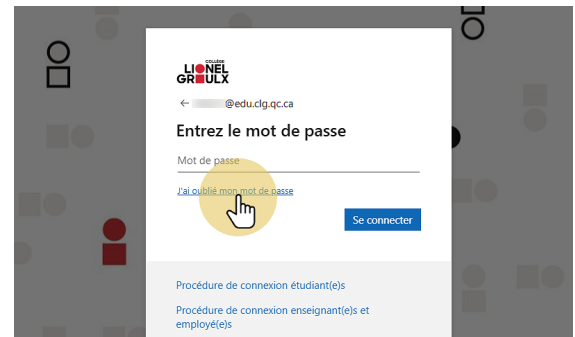 COLLÈGE
LIONEL
GROULX
@edu.clg.qc.ca
Entrez le mot de passe
Mot de passe
J'ai oublié mon mot de passe
Se connecter
Procédure de connexion étudiant(e)s
Procédure de connexion enseignant(e)s et
employé(e)s